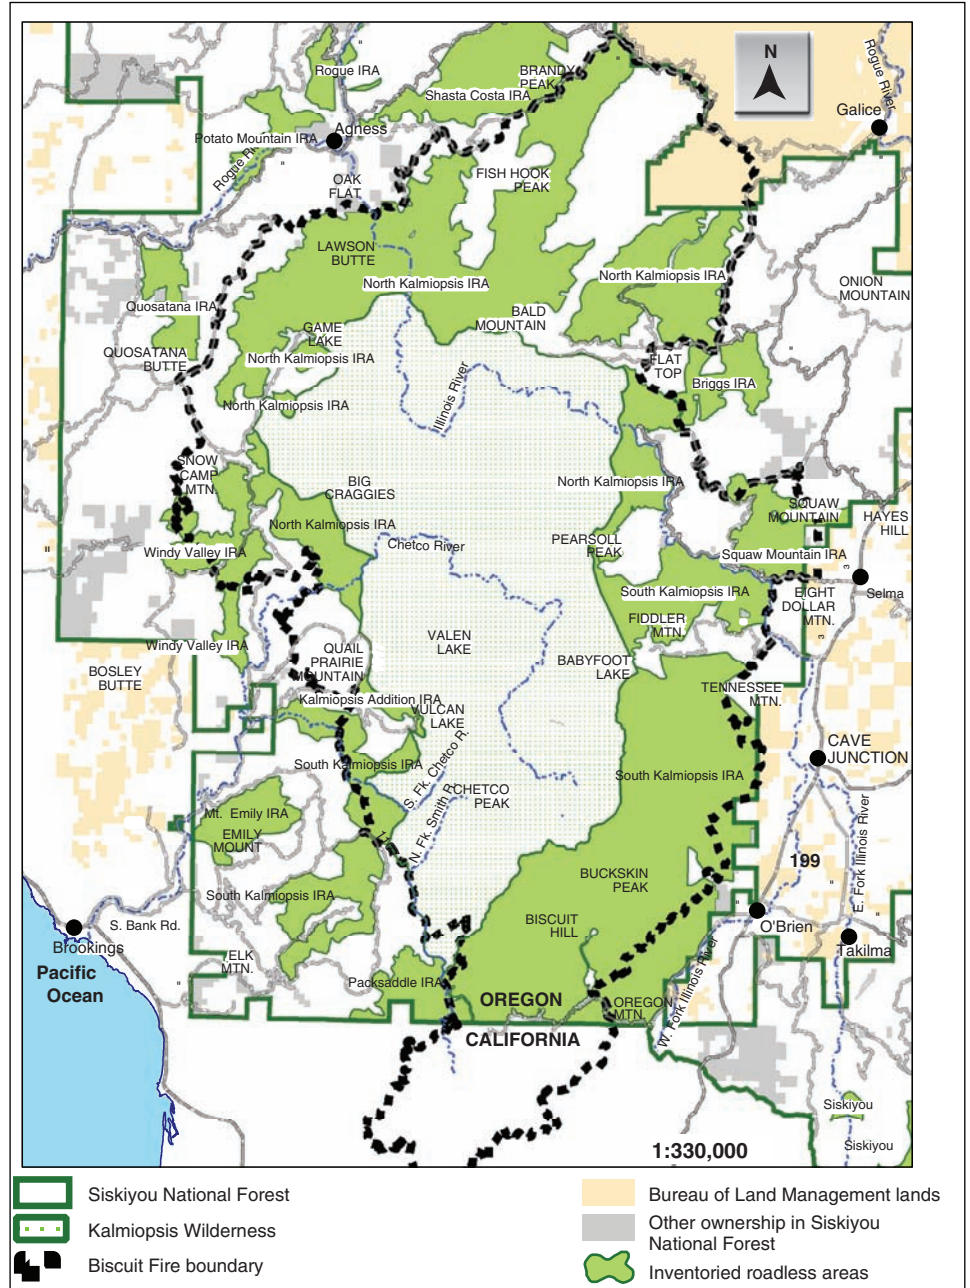 N
Rogue River
Galice
Rogue IRA
BRANDY
PEAK
Shasta Costa IRA
Potato Mountain IRA
Agness
Rogue Ri
OAK
FLAT
FISH HOOK
PEAK
LAWSON
BUTTE
North Kalmiopsis IRA
North Kalmiopsis IRA
ONION
MOUNTAIN
Quosatana IRA
GAME
LAKE
BALD
MOUNTAIN
QUOSATANA
BUTTE
North Kalmiopsis IRA
FLAT
TOP
Briggs IRA
Illinois River
North Kalmiopsis IRA
SNOW
CAMP
MTN.
BIG
CRAGGIES
North Kalmiopsis IRA
SQUAW
MOUNTAIN
HAYES
HILL
North Kalmiopsis IRA
Chetco River
PEARSOLL
PEAK
Windy Valley IRA
Squaw Mountain IRA
South Kalmiopsis IRA
Selma
EIGHT
DOLLAR
MTN.
FIDDLER
MTN.
VALEN
LAKE
Windy Valley IRA
QUAIL
PRAIRIE
MOUNTAIN
BABYFOOT
LAKE
BOSLEY
BUTTE
TENNESSEE
MTN.
Kalmiopsis Addition IRA
VULCAN
LAKE
CAVE
JUNCTION
South Kalmiopsis IRA
S. Fk. Chetco R.
South Kalmiopsis IRA
CHETCO
PEAK
N. Fk. Smith R.
Mt. Emily IRA
EMILY
MOUNT
E. Fork Illinois River
199
BUCKSKIN
PEAK
South Kalmiopsis IRA
BISCUIT
HILL
O'Brien
S. Bank Rd.
Brookings
Takilma
ELK
MTN.
Pacific
Ocean
Packsaddle IRA
W. Fork Illinois River
OREGON
OREGON
MTN.
CALIFORNIA
Siskiyou
Siskiyou
1:330,000
Siskiyou National Forest
Kalmiopsis Wilderness
Biscuit Fire boundary
Bureau of Land Management lands
Other ownership in Siskiyou
National Forest
Inventoried roadless areas